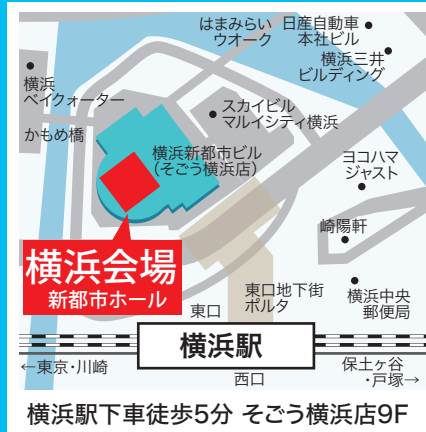 はまみらい
ウオーク
日産自動車
本社ビル
横浜三井
ビルディング
横浜
ベイクォーター
スカイビル
マルイシティ横浜
かもめ橋
横浜新都市ビル
(そごう横浜店)
ヨコハマ
ジャスト
崎陽軒
横浜会場
新都市ホール
東口地下街
ポルタ
横浜中央
郵便局
東口
横浜駅
←東京・川崎
西口
保土ヶ谷
・戸塚→
横浜駅下車徒歩5分 そごう横浜店9F